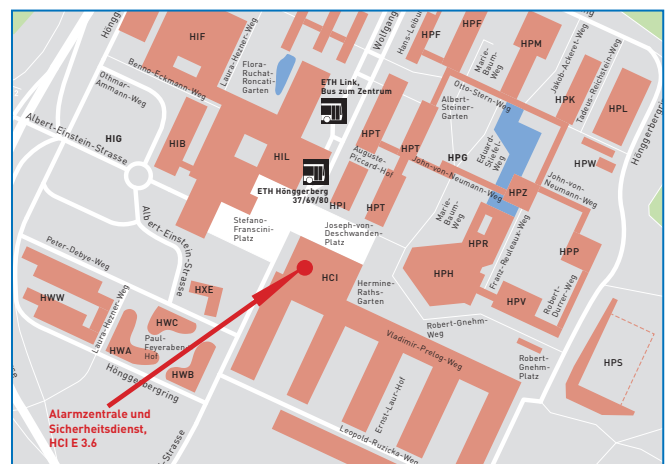 Hönggerbergring
HIF
Laura-Hezner-Weg
Wolfgang
Hans-Leibun
HPF
HPF
Marie-
Baum-
Weg
HPM
Jakob-Ackeret-Weg
Tadeus-Reichstein-Weg
Benno-Eckmann-Weg
Flora-
Ruchat-
Roncati-
Garten
ETH Link,
Bus zum Zentrum
Othmar-
Ammann-Weg
Otto-Stern-Weg
Albert-
Steiner-
Garten
HPK
HPL
Hönggerbergring
Albert-Einstein-Strasse
HIG
HIB
HIL
HPT
HPT
Auguste-
Piccard-Hof
HPG
Eduard-
Stiefel-
Weg
HPW
John-von-Neumann-Weg
John-von-
Neumann-Weg
ETH Hönggerberg
37/69/80
HPI
HPT
HPZ
Albert-Einstein-Strasse
Stefano-
Franscini-
Platz
Joseph-von-
Deschwanden-
Platz
Marie-
Baum-
Weg
HPR
Franz-Reuleaux-Weg
HPP
Peter-Debye-Weg
HCI
HPH
Hermine-
Raths-
Garten
HXE
HPV
Robert-
Durrer-Weg
HWW
Laura-Hezner-Weg
HWC
Paul-
Feyeraben
Hof
HWA
HWB
Robert-Gnehm-
Weg
Vladimir-Prelog-Weg
Robert-
Gnehm-
Platz
HPS
Hönggerbergring
Ernst-Laur-Hof
Alarmzentrale und
Sicherheitsdienst,
HCI E 3.6
-Strasse
Leopold-Ruzicka-Weg